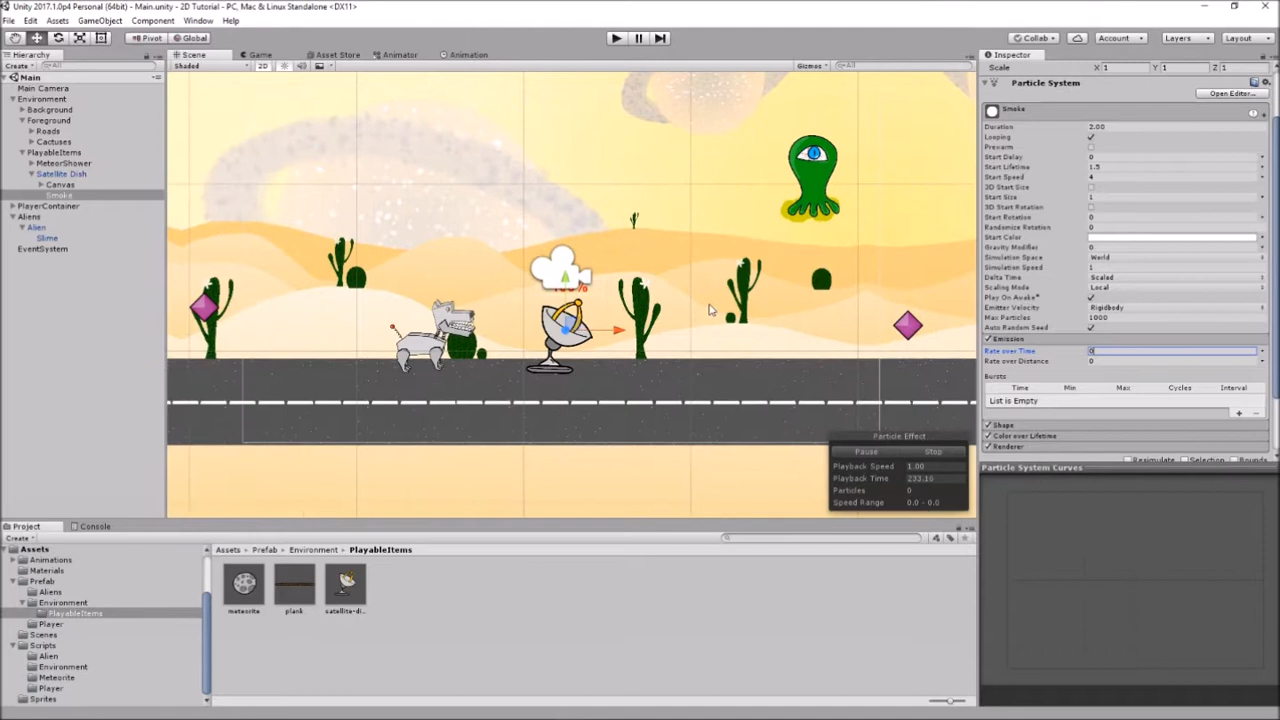 Unity 2017.1.0p4 Personal (64bit) - Main.unity - 2D Tutorial - PC, Mac & Linux Standalone <DX11>
File Edit Assets GameObject Component Window Help
Pivot Global
Collab Account Layers Layout
Hierarchy
Create All
Main
Main Camera
Environment
Background
Foreground
Roads
Cactuses
PlayableItems
MeteorShower
Satellite Dish
Canvas
Smoke
PlayerContainer
Aliens
Alien
Slime
EventSystem
Scene Game Asset Store Animator Animation
Shaded 2D Gizmos All
100%
Particle Effect
Pause Stop
Playback Speed 1.00
Playback Time 233.10
Particles 0
Speed Range 0.0 - 0.0
Inspector
Scale X 1 Y 1 Z 1
Particle System
Open Editor...
Smoke
Duration 2.00
Looping
Prewarm
Start Delay 0
Start Lifetime 1.5
Start Speed 4
3D Start Size
Start Size 1
3D Start Rotation
Start Rotation 0
Randomize Rotation 0
Start Color
Gravity Modifier 0
Simulation Space World
Simulation Speed 1
Delta Time Scaled
Scaling Mode Local
Play On Awake*
Emitter Velocity Rigidbody
Max Particles 1000
Auto Random Seed
Emission
Rate over Time 0
Rate over Distance 0
Bursts
Time Min Max Cycles Interval
List is Empty
Shape
Color over Lifetime
Renderer
Resimulate Selection Bounds
Particle System Curves
Project Console
Create
Assets
Animations
Materials
Prefab
Aliens
Environment
PlayableItems
Player
Scenes
Scripts
Alien
Environment
Meteorite
Player
Sprites
Assets Prefab Environment PlayableItems
meteorite plank satellite-di...